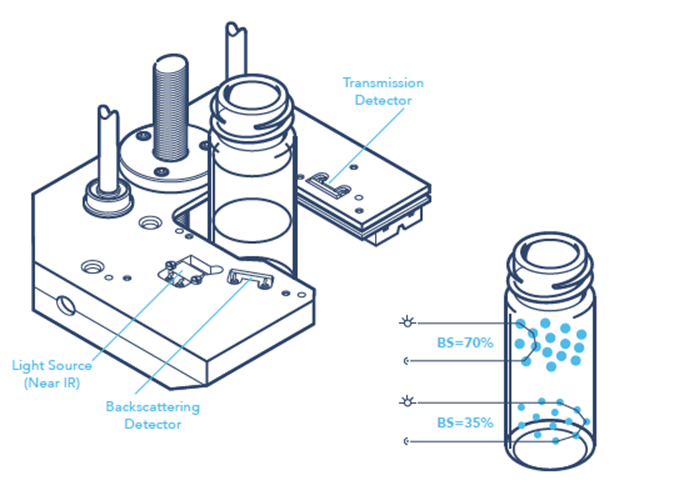 Transmission
Detector
Light Source
(Near IR)
Backscattering
Detector
BS=70%
BS=35%